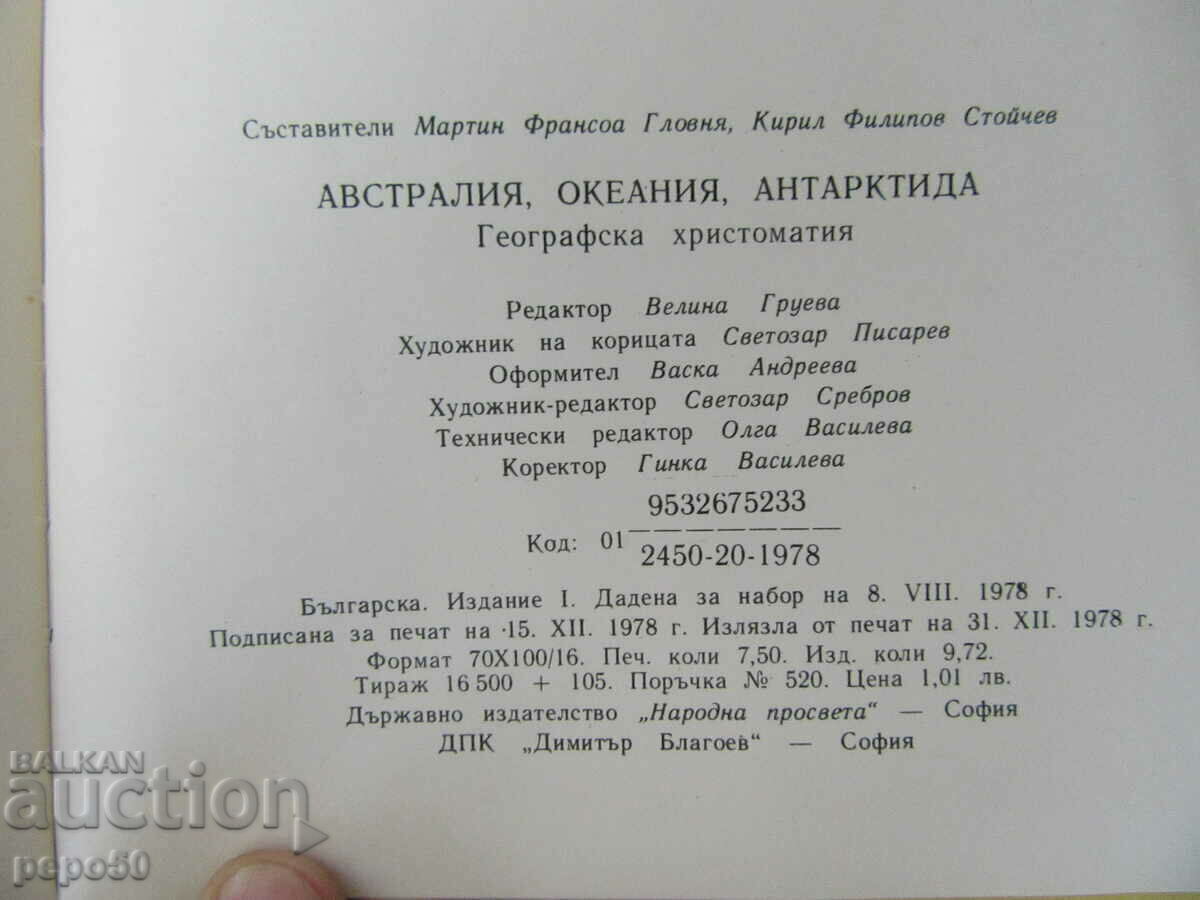 Съставители Мартин Франсоа Гловня, Кирил Филипов Стойчев
АВСТРАЛИЯ, ОКЕАНИЯ, АНТАРКТИДА
Географска христоматия
Редактор Велина Груева
Художник на корицата Светозар Писарев
Оформител Васка Андреева
Художник-редактор Светозар Сребров
Технически редактор Олга Василева
Коректор Гинка Василева
9532675233
Код: 01 ————————
2450-20-1978
Българска. Издание I. Дадена за набор на 8. VIII. 1978 г.
Подписана за печат на 15. XII. 1978 г. Излязла от печат на 31. XII. 1978 г.
Формат 70X100/16. Печ. коли 7,50. Изд. коли 9,72.
Тираж 16 500 + 105. Поръчка № 520. Цена 1,01 лв.
Държавно издателство „Народна просвета“ — София
ДПК „Димитър Благоев“ — София
BALKAN
auction
pepo50